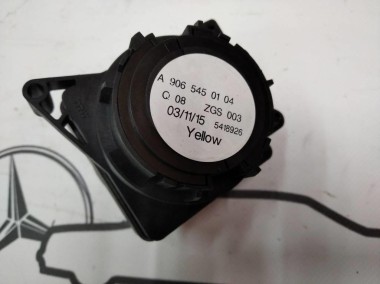 A 906 545 01 04
Q 08 ZGS 003
03/11/15 5418926
Yellow